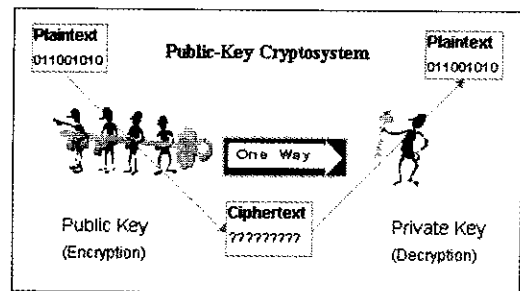 Plaintext
011001010
Public-Key Cryptosystem
Plaintext
011001010
One Way
Public Key
(Encryption)
Ciphertext
?????????
Private Key
(Decryption)